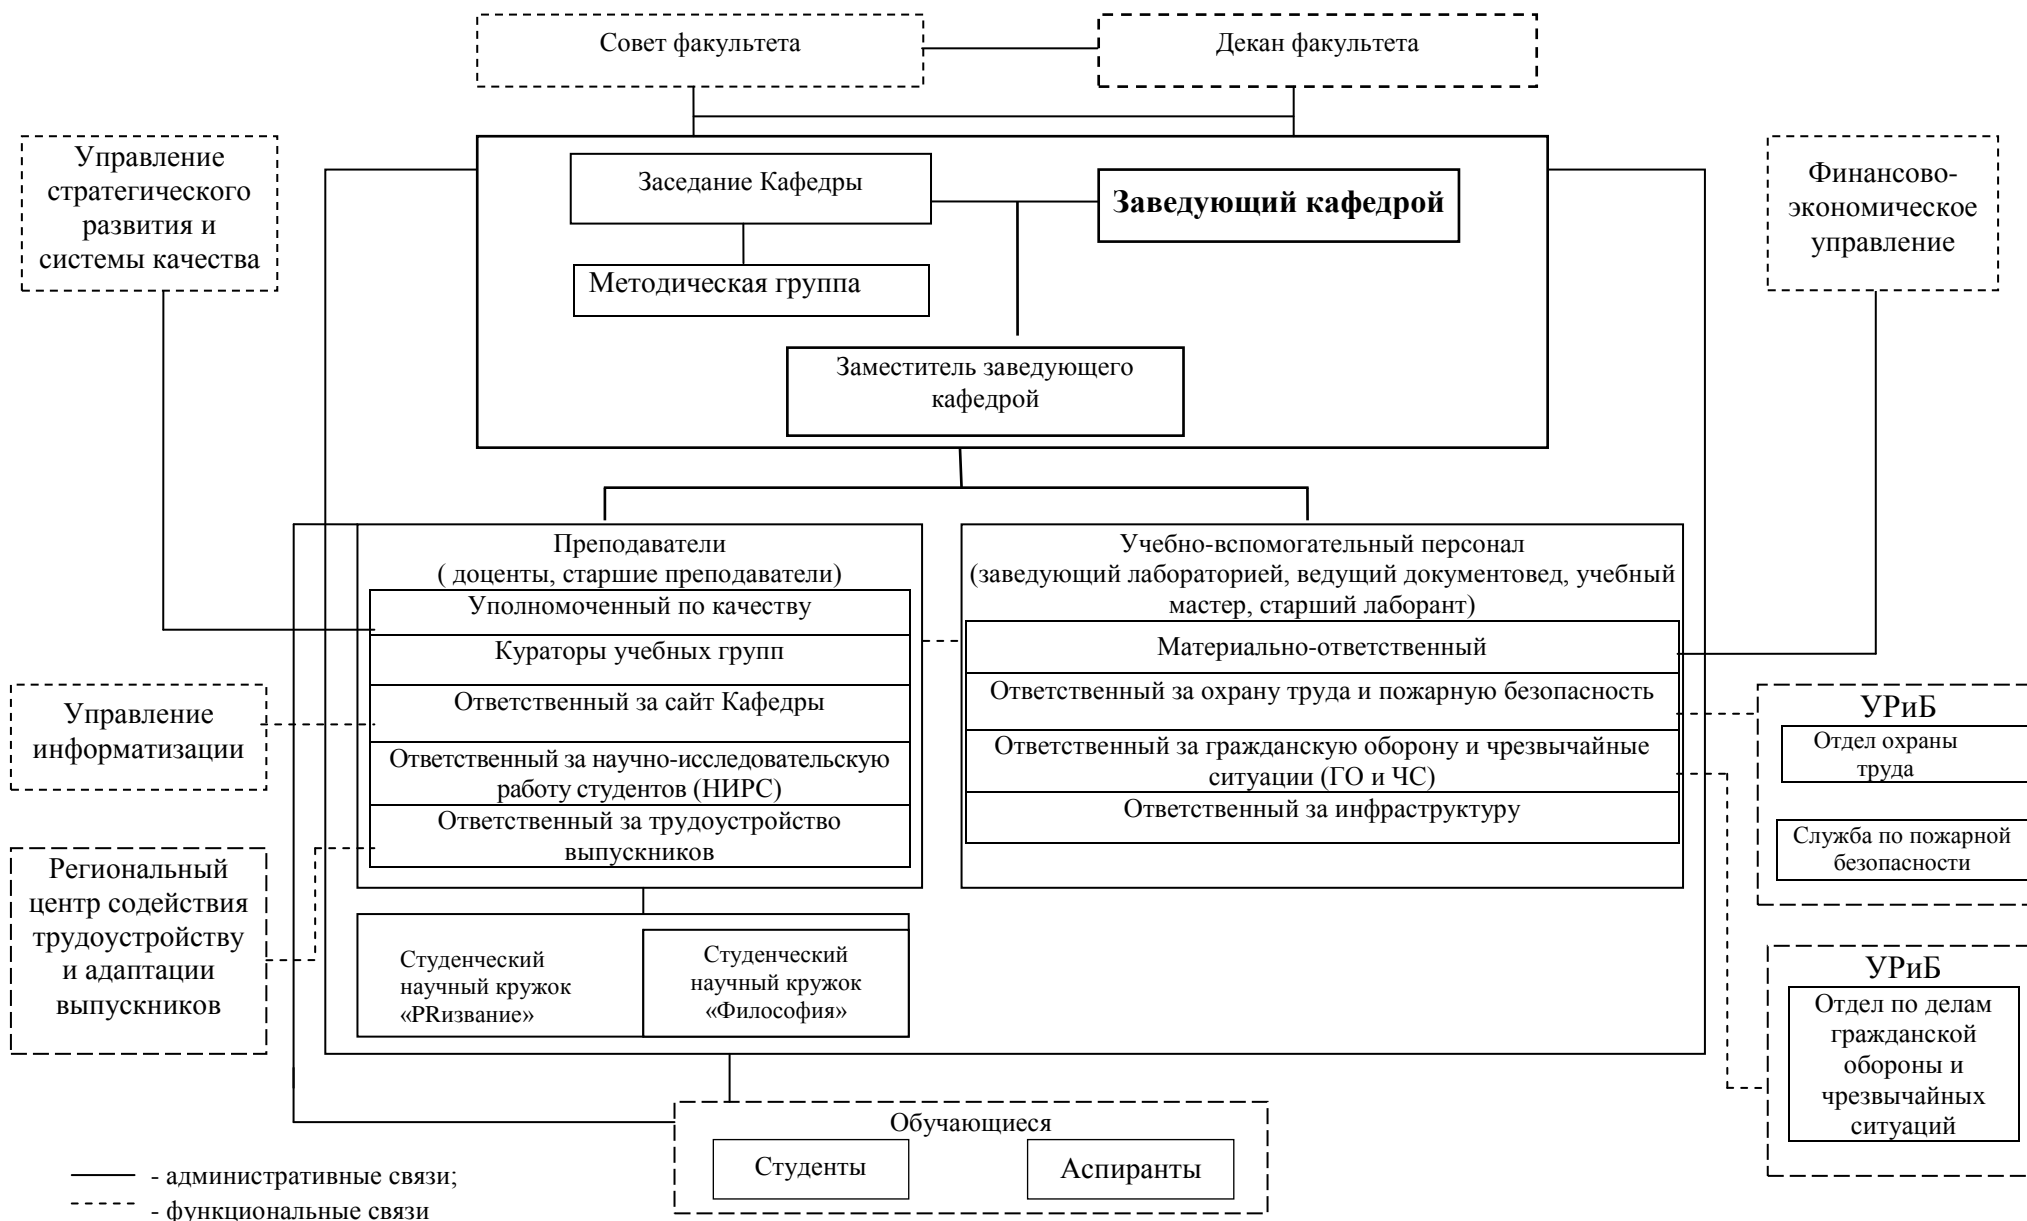 Совет факультета
Декан факультета
Управление
стратегического
развития и
системы качества
Заседание Кафедры
Заведующий кафедрой
Методическая группа
Заместитель заведующего
кафедрой
Финансово-
экономическое
управление
Преподаватели
( доценты, старшие преподаватели)
Уполномоченный по качеству
Кураторы учебных групп
Ответственный за сайт Кафедры
Ответственный за научно-исследовательскую
работу студентов (НИРС)
Ответственный за трудоустройство
выпускников
Учебно-вспомогательный персонал
(заведующий лабораторией, ведущий документовед, учебный
мастер, старший лаборант)
Материально-ответственный
Ответственный за охрану труда и пожарную безопасность
Ответственный за гражданскую оборону и чрезвычайные
ситуации (ГО и ЧС)
Ответственный за инфраструктуру
Управление
информатизации
Региональный
центр содействия
трудоустройству
и адаптации
выпускников
УРиБ
Отдел охраны
труда
Служба по пожарной
безопасности
УРиБ
Отдел по делам
гражданской
обороны и
чрезвычайных
ситуаций
Студенческий
научный кружок
«PRизвание»
Студенческий
научный кружок
«Философия»
Обучающиеся
Студенты
Аспиранты
- административные связи;
- функциональные связи